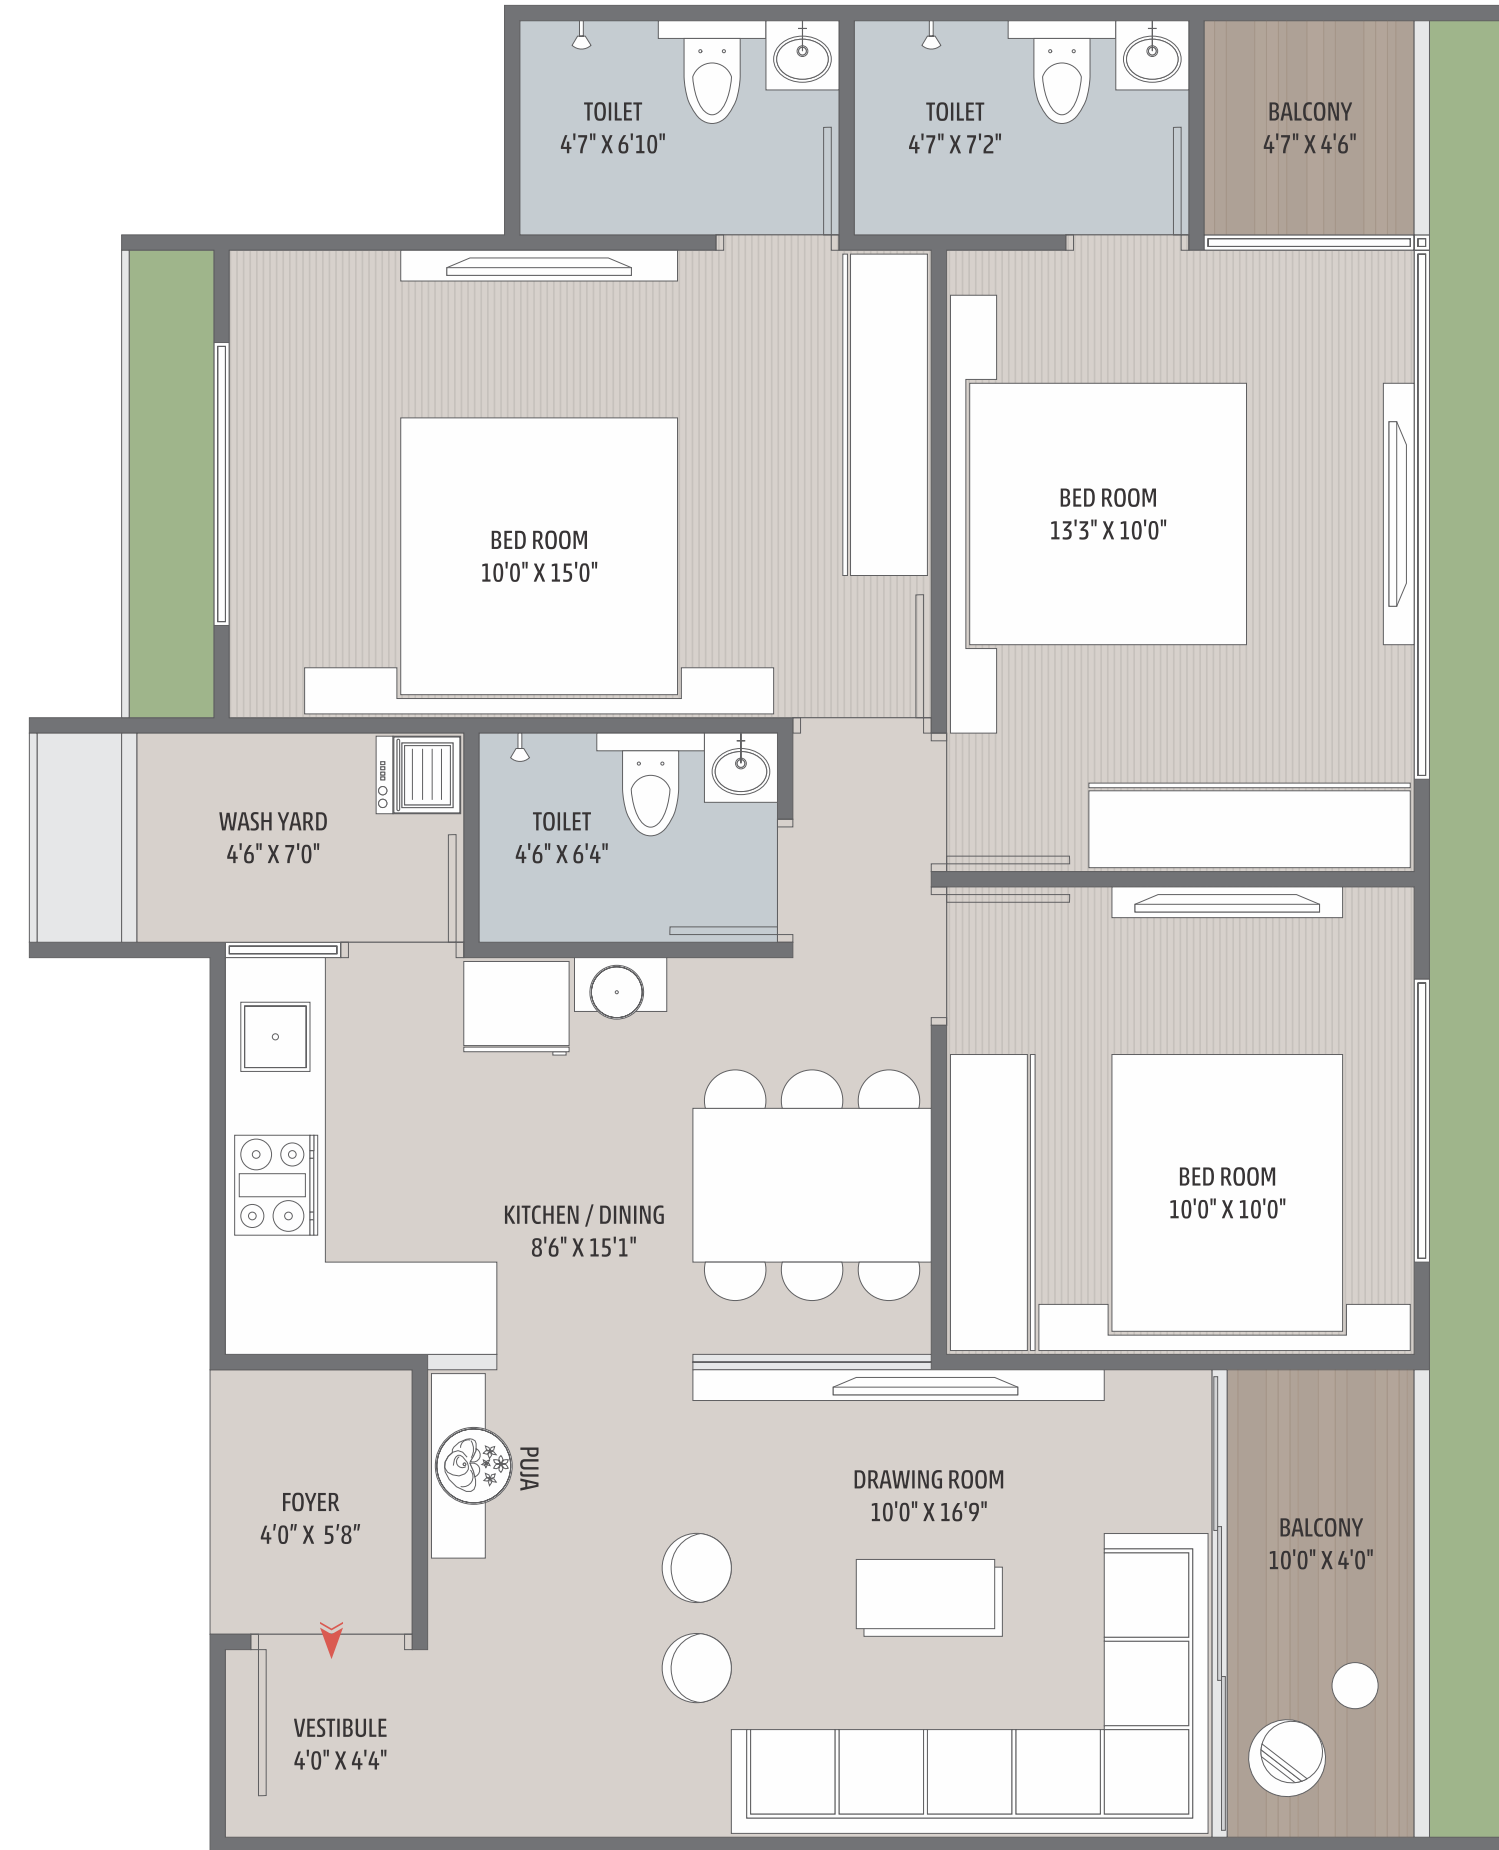 TOILET
4'7" X 6'10"
TOILET
4'7" X 7'2"
BALCONY
4'7" X 4'6"
BED ROOM
10'0" X 15'0"
BED ROOM
13'3" X 10'0"
WASH YARD
4'6" X 7'0"
TOILET
4'6" X 6'4"
BED ROOM
10'0" X 10'0"
KITCHEN / DINING
8'6" X 15'1"
PUJA
DRAWING ROOM
10'0" X 16'9"
FOYER
4’0” X 5’8”
BALCONY
10'0" X 4'0"
VESTIBULE
4'0" X 4'4"